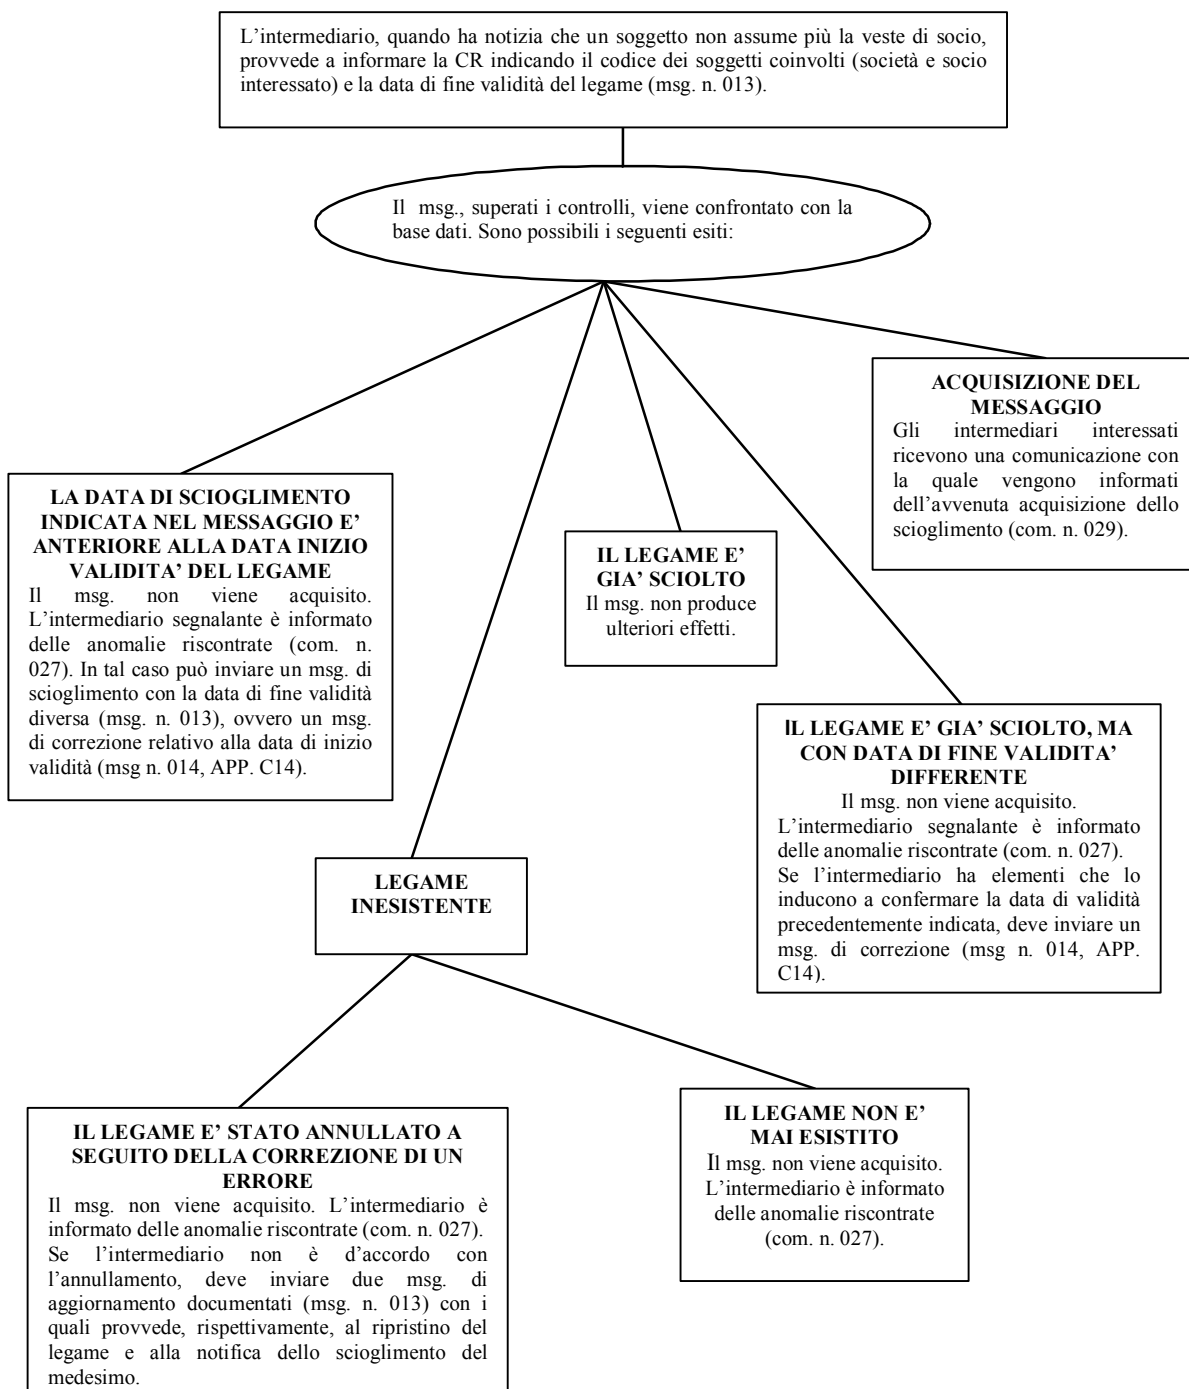 L’intermediario, quando ha notizia che un soggetto non assume più la veste di socio,
provvede a informare la CR indicando il codice dei soggetti coinvolti (società e socio
interessato) e la data di fine validità del legame (msg. n. 013).
Il msg., superati i controlli, viene confrontato con la
base dati. Sono possibili i seguenti esiti:
ACQUISIZIONE DEL
MESSAGGIO
Gli intermediari interessati
ricevono una comunicazione con
la quale vengono informati
dell’avvenuta acquisizione dello
scioglimento (com. n. 029).
LA DATA DI SCIOGLIMENTO
INDICATA NEL MESSAGGIO E’
ANTERIORE ALLA DATA INIZIO
VALIDITA’ DEL LEGAME
Il msg. non viene acquisito.
L’intermediario segnalante è informato
delle anomalie riscontrate (com. n.
027). In tal caso può inviare un msg. di
scioglimento con la data di fine validità
diversa (msg. n. 013), ovvero un msg.
di correzione relativo alla data di inizio
validità (msg n. 014, APP. C14).
IL LEGAME E’
GIA’ SCIOLTO
Il msg. non produce
ulteriori effetti.
IL LEGAME E’ GIA’ SCIOLTO, MA
CON DATA DI FINE VALIDITA’
DIFFERENTE
Il msg. non viene acquisito.
L’intermediario segnalante è informato
delle anomalie riscontrate (com. n. 027).
Se l’intermediario ha elementi che lo
inducono a confermare la data di validità
precedentemente indicata, deve inviare un
msg. di correzione (msg n. 014, APP.
C14).
LEGAME
INESISTENTE
IL LEGAME E’ STATO ANNULLATO A
SEGUITO DELLA CORREZIONE DI UN
ERRORE
Il msg. non viene acquisito. L’intermediario è
informato delle anomalie riscontrate (com. n. 027).
Se l’intermediario non è d’accordo con
l’annullamento, deve inviare due msg. di
aggiornamento documentati (msg. n. 013) con i
quali provvede, rispettivamente, al ripristino del
legame e alla notifica dello scioglimento del
medesimo.
IL LEGAME NON E’
MAI ESISTITO
Il msg. non viene acquisito.
L’intermediario è informato
delle anomalie riscontrate
(com. n. 027).